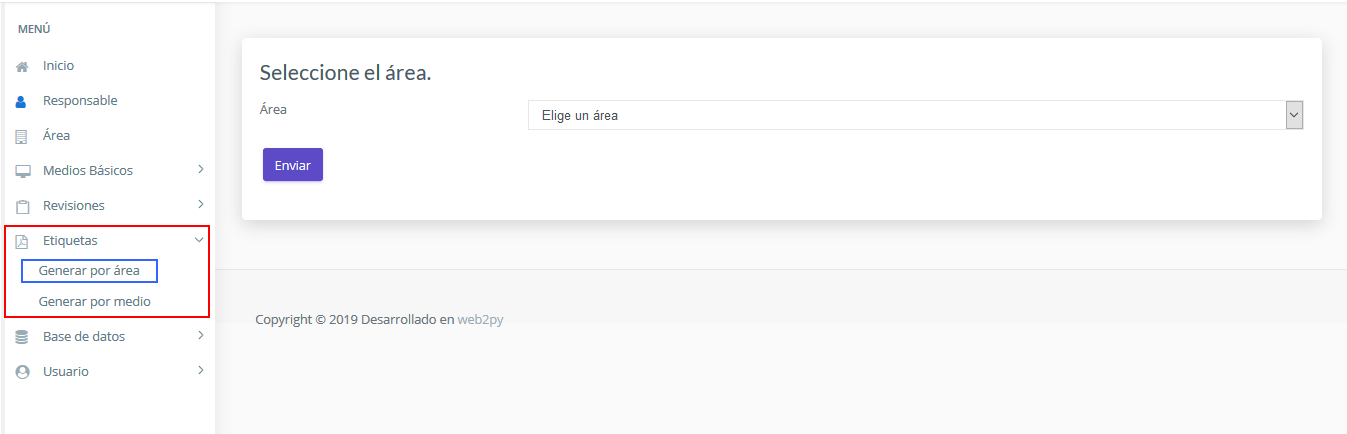 MENÚ
Inicio
Responsable
Área
Medios Básicos
Revisiones
Etiquetas
Generar por área
Generar por medio
Base de datos
Usuario
Seleccione el área.
Área
Elige un área
Enviar
Copyright © 2019 Desarrollado en web2py